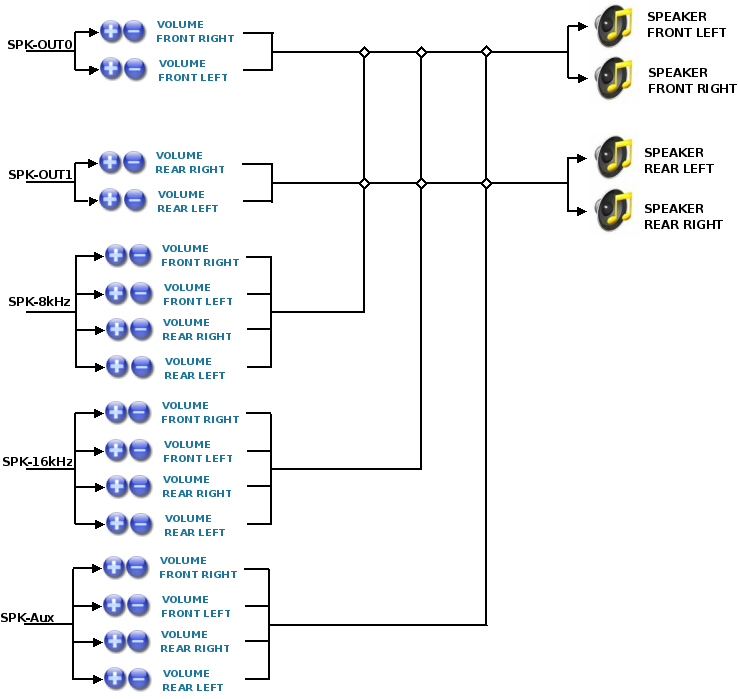 SPK-OUT0
VOLUME
FRONT RIGHT
VOLUME
FRONT LEFT
SPEAKER
FRONT LEFT
SPEAKER
FRONT RIGHT
SPK-OUT1
VOLUME
REAR RIGHT
VOLUME
REAR LEFT
SPEAKER
REAR LEFT
SPEAKER
REAR RIGHT
SPK-8kHz
VOLUME
FRONT RIGHT
VOLUME
FRONT LEFT
VOLUME
REAR RIGHT
VOLUME
REAR LEFT
SPK-16kHz
VOLUME
FRONT RIGHT
VOLUME
FRONT LEFT
VOLUME
REAR RIGHT
VOLUME
REAR LEFT
SPK-Aux
VOLUME
FRONT RIGHT
VOLUME
FRONT LEFT
VOLUME
REAR RIGHT
VOLUME
REAR LEFT